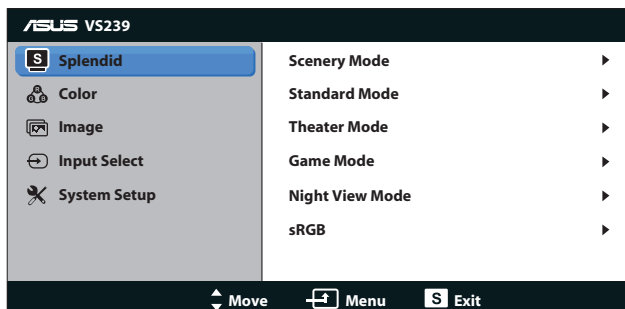 ASUS VS239
S Splendid
Color
Image
Input Select
System Setup
Scenery Mode
Standard Mode
Theater Mode
Game Mode
Night View Mode
sRGB
Move Menu S Exit